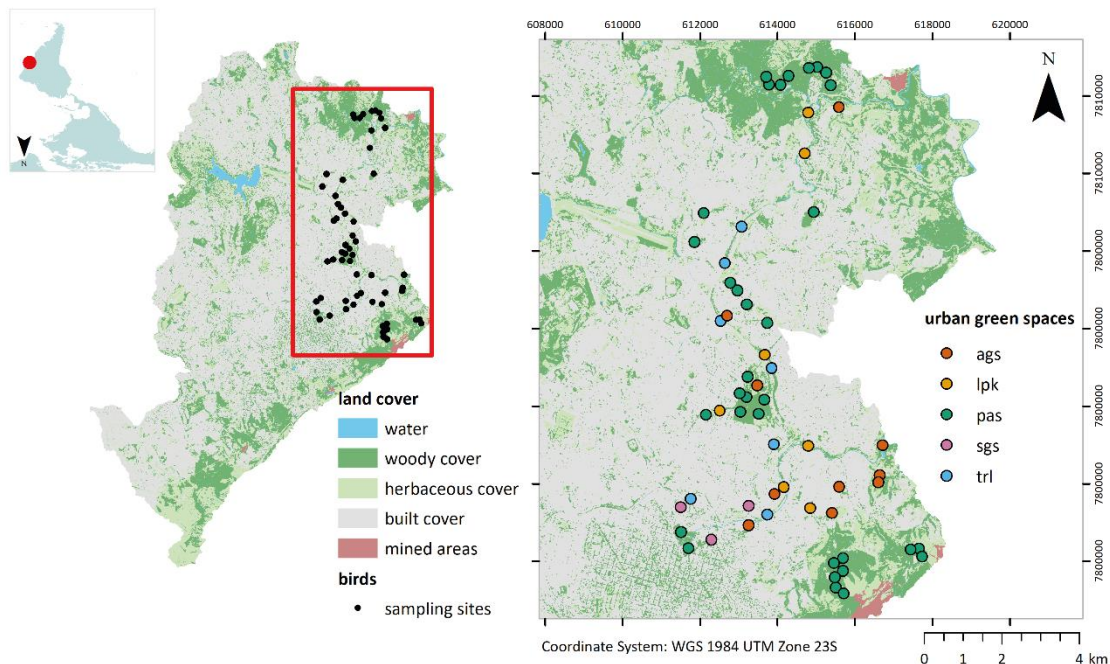 N
land cover
water
woody cover
herbaceous cover
built cover
mined areas
birds
sampling sites
608000 610000 612000 614000 616000 618000 620000
N
7810000
7810000
7800000
7800000
7800000
7800000
7800000
urban green spaces
ags
lpk
pas
sgs
trl
Coordinate System: WGS 1984 UTM Zone 23S
0 2 4 km